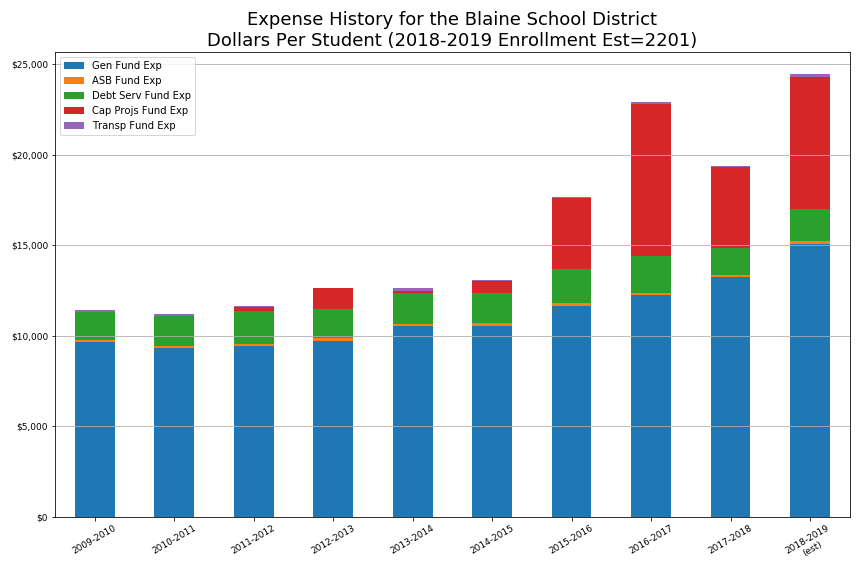 Expense History for the Blaine School District
Dollars Per Student (2018-2019 Enrollment Est=2201)
$25,000
$20,000
$15,000
$10,000
$5,000
$0
Gen Fund Exp
ASB Fund Exp
Debt Serv Fund Exp
Cap Projs Fund Exp
Transp Fund Exp
2009-2010
2010-2011
2011-2012
2012-2013
2013-2014
2014-2015
2015-2016
2016-2017
2017-2018
2018-2019
(est)